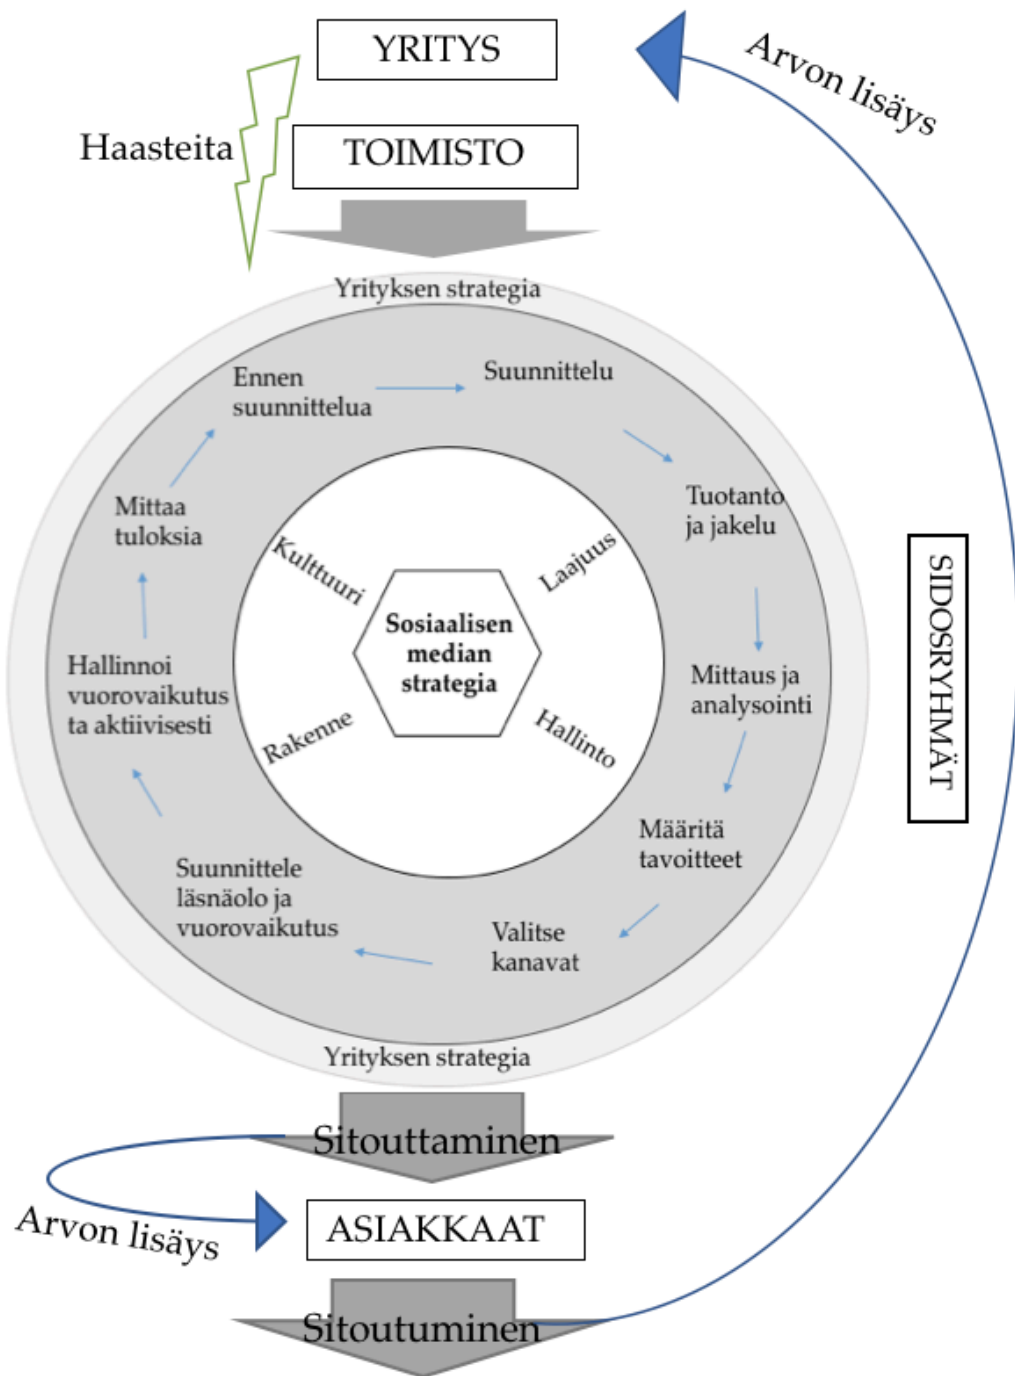 YRITYS
Arvon lisäys
Haasteita
TOIMISTO
Yrityksen strategia
Ennen
suunnittelua
Suunnittelu
Mittaa
tuloksia
Tuotanto
ja jakelu
Kulttuuri
Laajuus
Sosiaalisen
median
strategia
SIDOSRYHMÄT
Hallinnoi
vuorovaikutus
ta aktiivisesti
Mittaus ja
analysointi
Rakenne
Hallinto
Määritä
tavoitteet
Suunnittele
läsnäolo ja
vuorovaikutus
Valitse
kanavat
Yrityksen strategia
Sitouttaminen
Arvon lisäys
ASIAKKAAT
Sitoutuminen